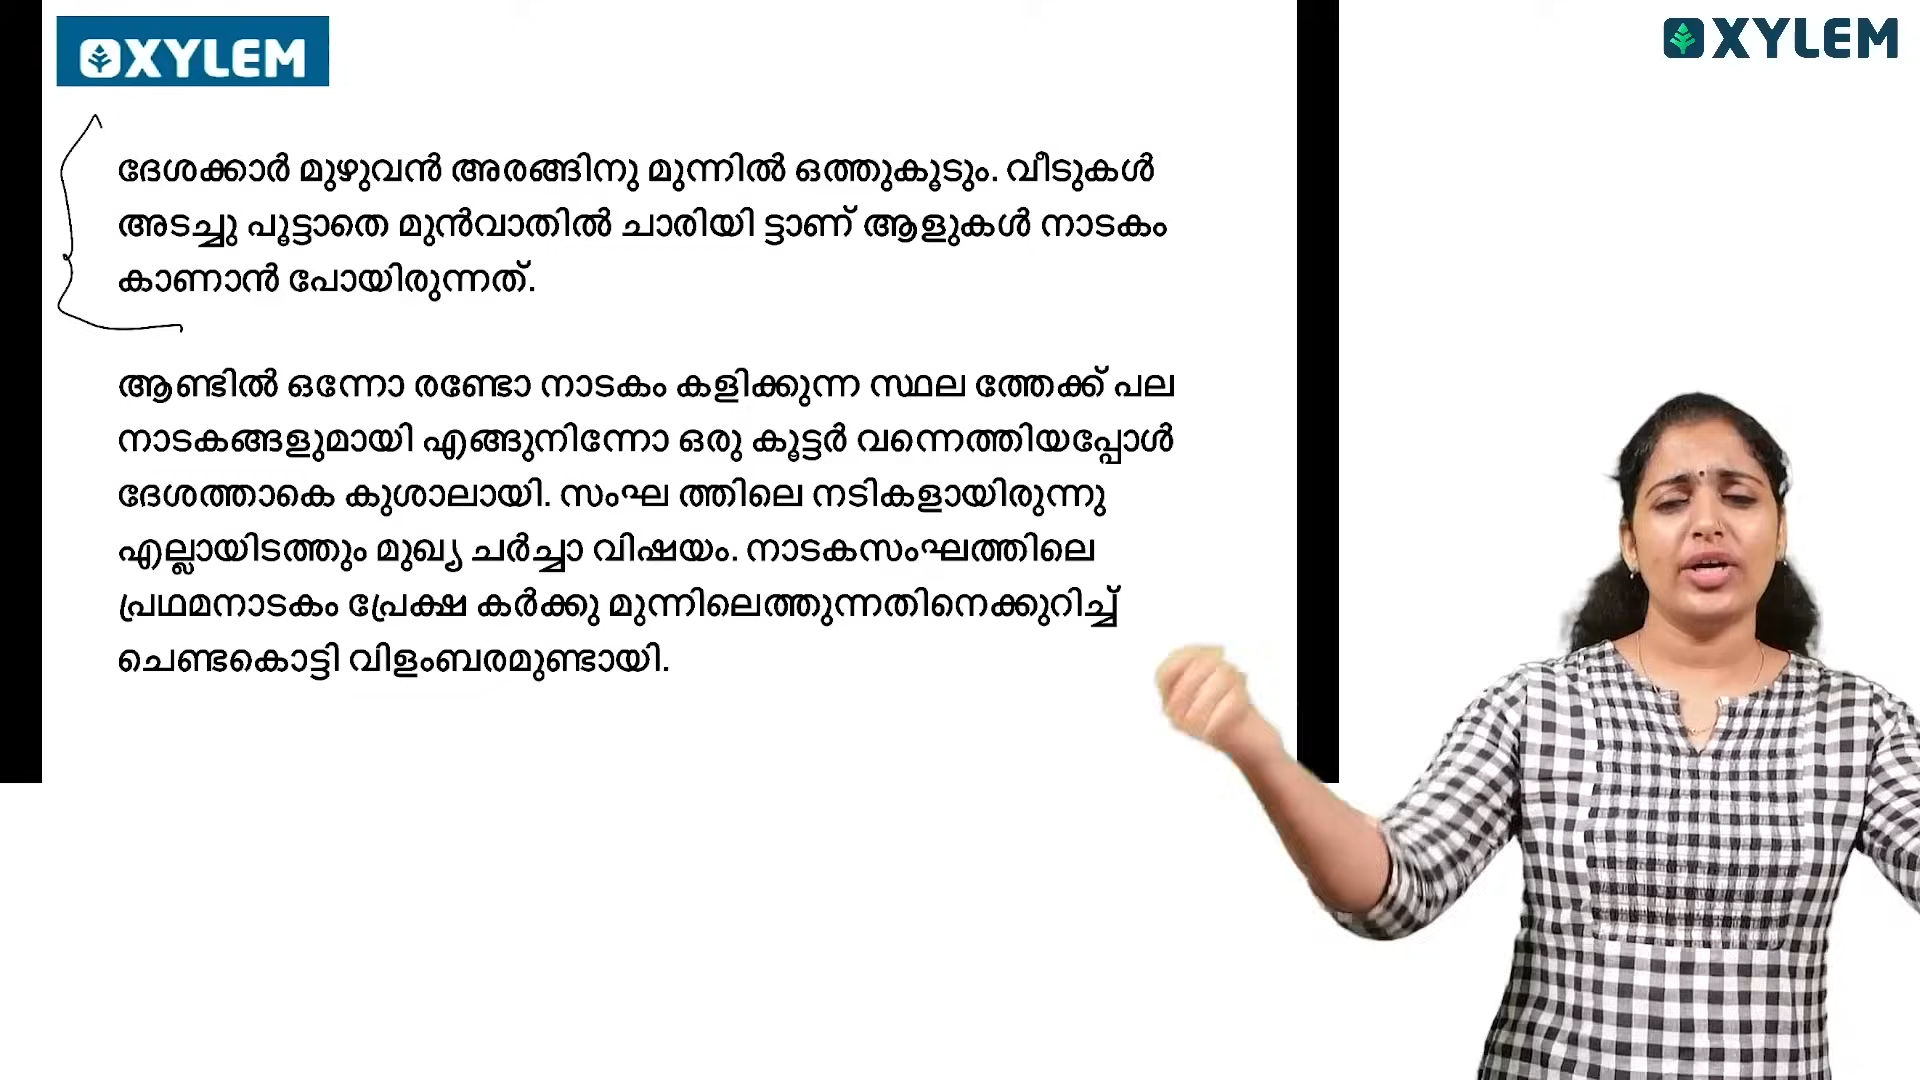 XYLEM
XYLEM
ദേശക്കാർ മുഴുവൻ അരങ്ങിനു മുന്നിൽ ഒത്തുകൂടും. വീടുകൾ
അടച്ചു പൂട്ടാതെ മുൻവാതിൽ ചാരിയി ട്ടാണ് ആളുകൾ നാടകം
കാണാൻ പോയിരുന്നത്.
ആണ്ടിൽ ഒന്നോ രണ്ടോ നാടകം കളിക്കുന്ന സ്ഥല ത്തേക്ക് പല
നാടകങ്ങളുമായി എങ്ങുനിന്നോ ഒരു കൂട്ടർ വന്നെത്തിയപ്പോൾ
ദേശത്താകെ കുശാലായി. സംഘ ത്തിലെ നടികളായിരുന്നു
എല്ലായിടത്തും മുഖ്യ ചർച്ചാ വിഷയം. നാടകസംഘത്തിലെ
പ്രഥമനാടകം പ്രേക്ഷ കർക്കു മുന്നിലെത്തുന്നതിനെക്കുറിച്ച്
ചെണ്ടകൊട്ടി വിളംബരമുണ്ടായി.